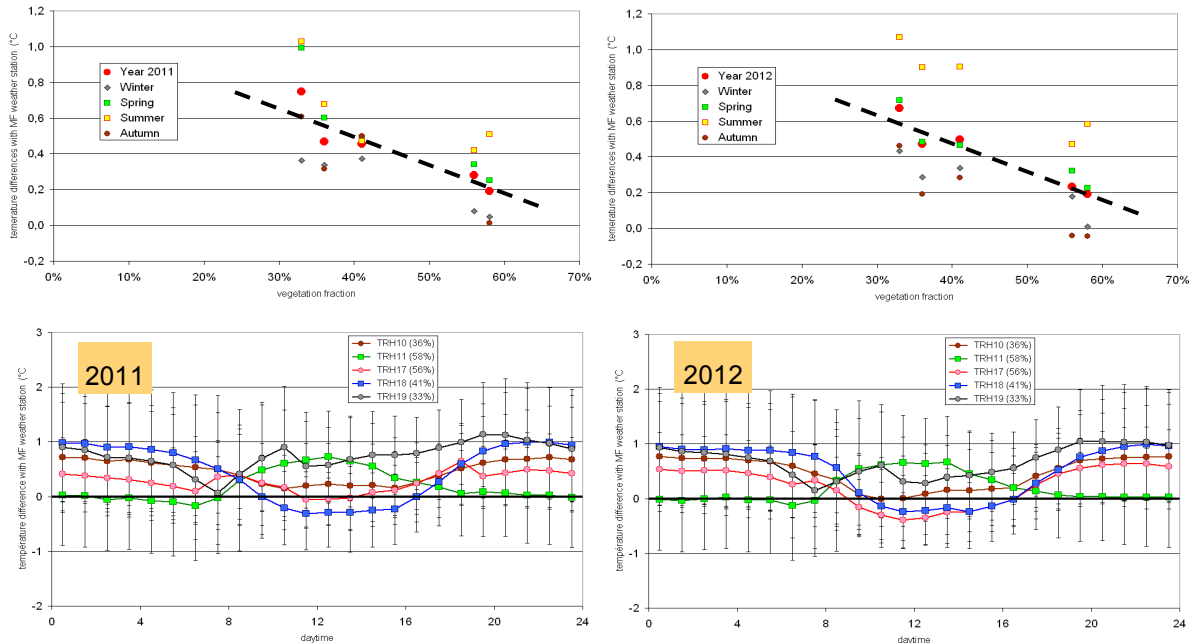 temerature differences with MF weather station (°C
1,2
1,0
0,8
0,6
0,4
0,2
0,0
-0,2
Year 2011
Winter
Spring
Summer
Autumn
0% 10% 20% 30% 40% 50% 60% 70%
vegetation fraction
temperature differences with MF weather station (°C
1,2
1,0
0,8
0,6
0,4
0,2
0,0
-0,2
Year 2012
Winter
Spring
Summer
Autumn
0% 10% 20% 30% 40% 50% 60% 70%
vegetation fraction
température difference with MF weather station (°C
3
2
1
0
-1
-2
2011
TRH10 (36%)
TRH11 (58%)
TRH17 (56%)
TRH18 (41%)
TRH19 (33%)
0 4 8 12 16 20 24
daytime
température difference with MF weather station (°C
3
2
1
0
-1
-2
2012
TRH10 (36%)
TRH11 (58%)
TRH17 (56%)
TRH18 (41%)
TRH19 (33%)
0 4 8 12 16 20 24
daytime